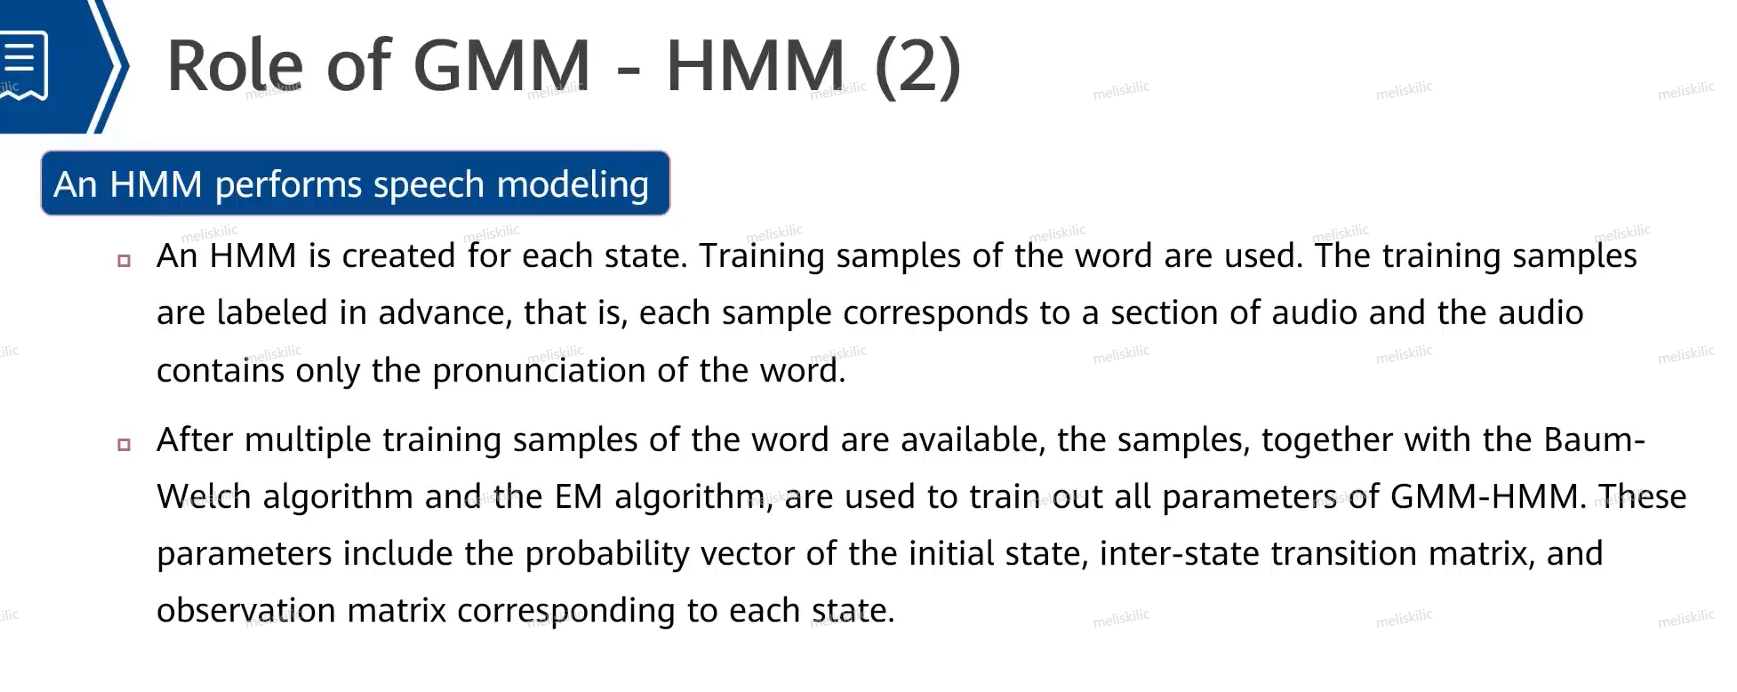 Role of GMM - HMM (2)
An HMM performs speech modeling
An HMM is created for each state. Training samples of the word are used. The training samples
are labeled in advance, that is, each sample corresponds to a section of audio and the audio
contains only the pronunciation of the word.
After multiple training samples of the word are available, the samples, together with the Baum-
Welch algorithm and the EM algorithm, are used to train out all parameters of GMM-HMM. These
parameters include the probability vector of the initial state, inter-state transition matrix, and
observation matrix corresponding to each state.
meliskilic